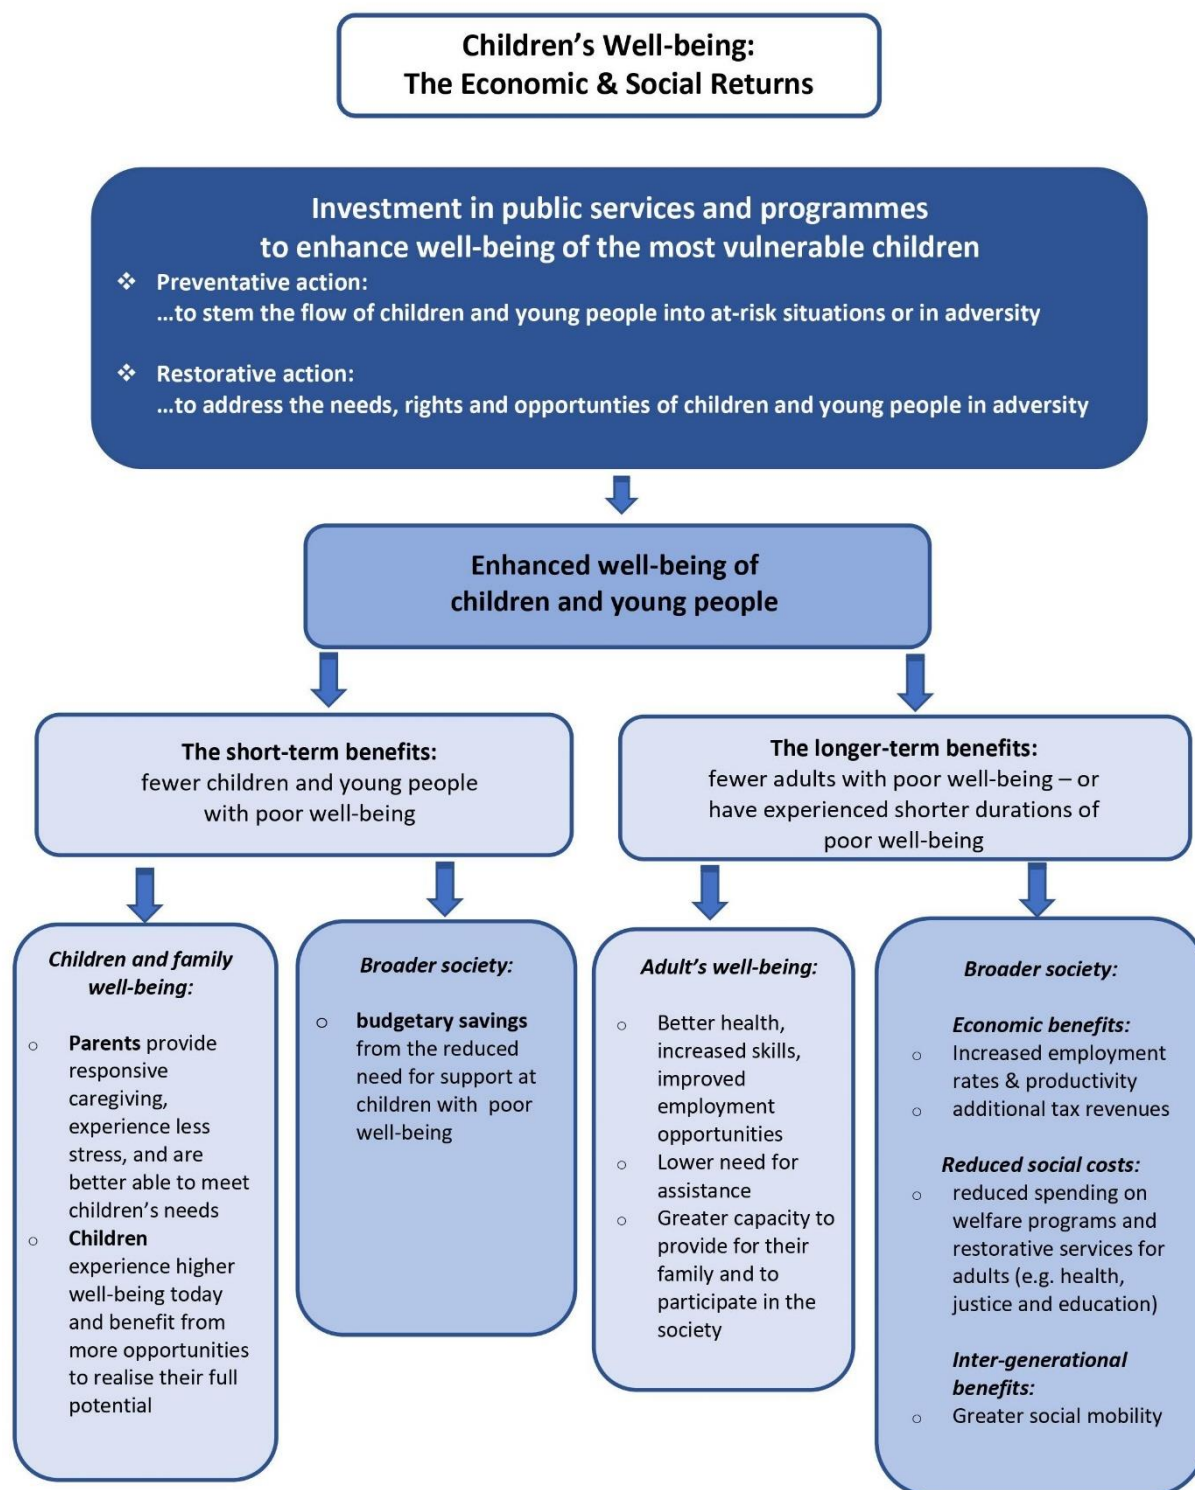 Children’s Well-being:
The Economic & Social Returns
Investment in public services and programmes
to enhance well-being of the most vulnerable children
❖ Preventative action:
...to stem the flow of children and young people into at-risk situations or in adversity
❖ Restorative action:
...to address the needs, rights and opportunties of children and young people in adversity
Enhanced well-being of
children and young people
The short-term benefits:
fewer children and young people
with poor well-being
The longer-term benefits:
fewer adults with poor well-being – or
have experienced shorter durations of
poor well-being
Children and family
well-being:
o Parents provide
responsive
caregiving,
experience less
stress, and are
better able to meet
children’s needs
o Children
experience higher
well-being today
and benefit from
more opportunities
to realise their full
potential
Broader society:
o budgetary savings
from the reduced
need for support at
children with poor
well-being
Adult’s well-being:
o Better health,
increased skills,
improved
employment
opportunities
o Lower need for
assistance
o Greater capacity to
provide for their
family and to
participate in the
society
Broader society:
Economic benefits:
o Increased employment
rates & productivity
o additional tax revenues
Reduced social costs:
o reduced spending on
welfare programs and
restorative services for
adults (e.g. health,
justice and education)
Inter-generational
benefits:
o Greater social mobility